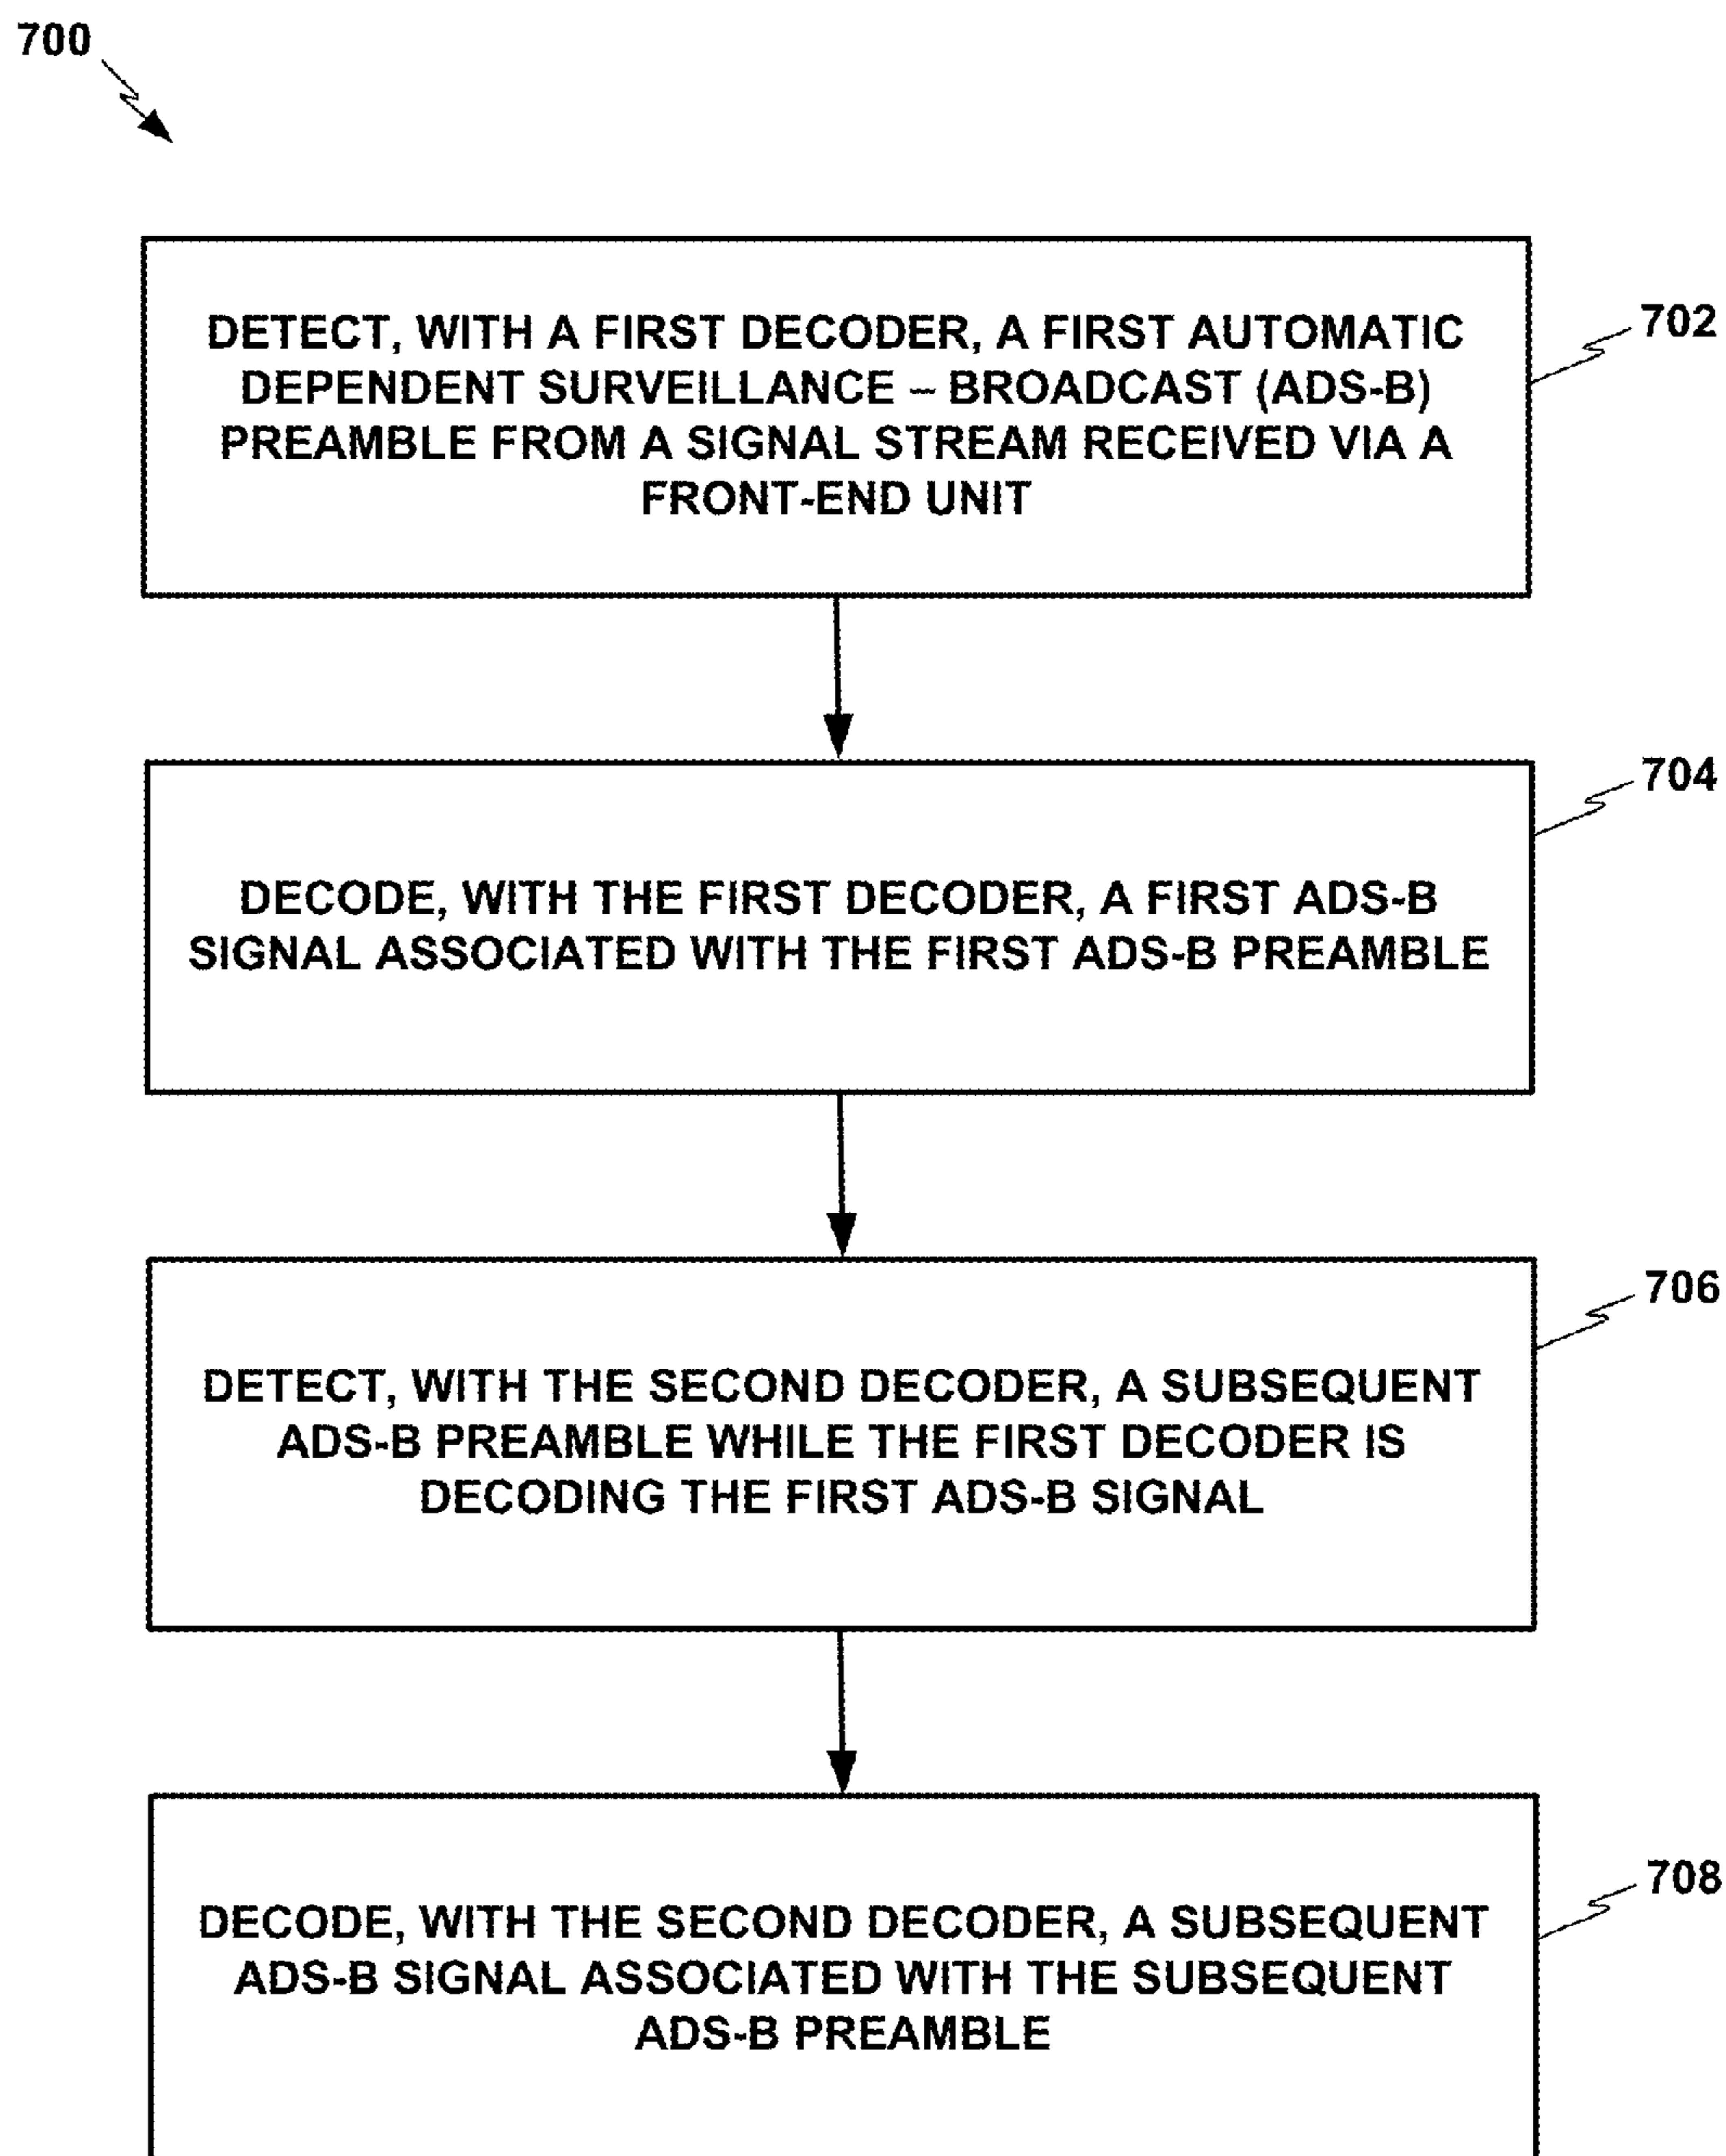 700
DETECT, WITH A FIRST DECODER, A FIRST AUTOMATIC
DEPENDENT SURVEILLANCE – BROADCAST (ADS-B)
PREAMBLE FROM A SIGNAL STREAM RECEIVED VIA A
FRONT-END UNIT
702
DECODE, WITH THE FIRST DECODER, A FIRST ADS-B
SIGNAL ASSOCIATED WITH THE FIRST ADS-B PREAMBLE
704
DETECT, WITH THE SECOND DECODER, A SUBSEQUENT
ADS-B PREAMBLE WHILE THE FIRST DECODER IS
DECODING THE FIRST ADS-B SIGNAL
706
DECODE, WITH THE SECOND DECODER, A SUBSEQUENT
ADS-B SIGNAL ASSOCIATED WITH THE SUBSEQUENT
ADS-B PREAMBLE
708